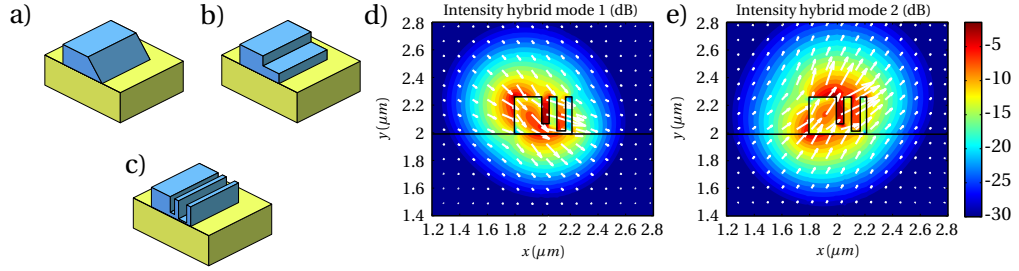 a)
b)
c)
d)
Intensity hybrid mode 1 (dB)
2.8
2.6
2.4
2.2
2
1.8
1.6
1.4
y(μm)
1.2 1.4 1.6 1.8 2 2.2 2.4 2.6 2.8
x(μm)
e)
Intensity hybrid mode 2 (dB)
2.8
2.6
2.4
2.2
2
1.8
1.6
1.4
y(μm)
1.2 1.4 1.6 1.8 2 2.2 2.4 2.6 2.8
x(μm)
-5
-10
-15
-20
-25
-30